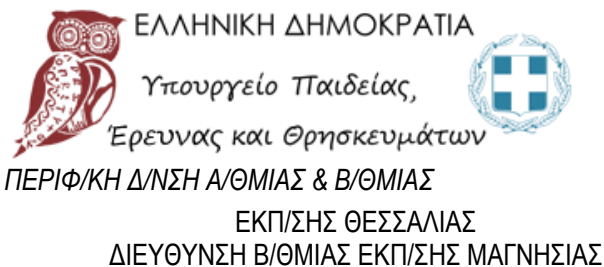 ΕΛΛΗΝΙΚΗ ΔΗΜΟΚΡΑΤΙΑ
Υπουργείο Παιδείας,
Έρευνας και Θρησκευμάτων
ΠΕΡΙΦ/ΚΗ Δ/ΝΣΗ Α/ΘΜΙΑΣ & Β/ΘΜΙΑΣ
ΕΚΠ/ΣΗΣ ΘΕΣΣΑΛΙΑΣ
ΔΙΕΥΘΥΝΣΗ Β/ΘΜΙΑΣ ΕΚΠ/ΣΗΣ ΜΑΓΝΗΣΙΑΣ